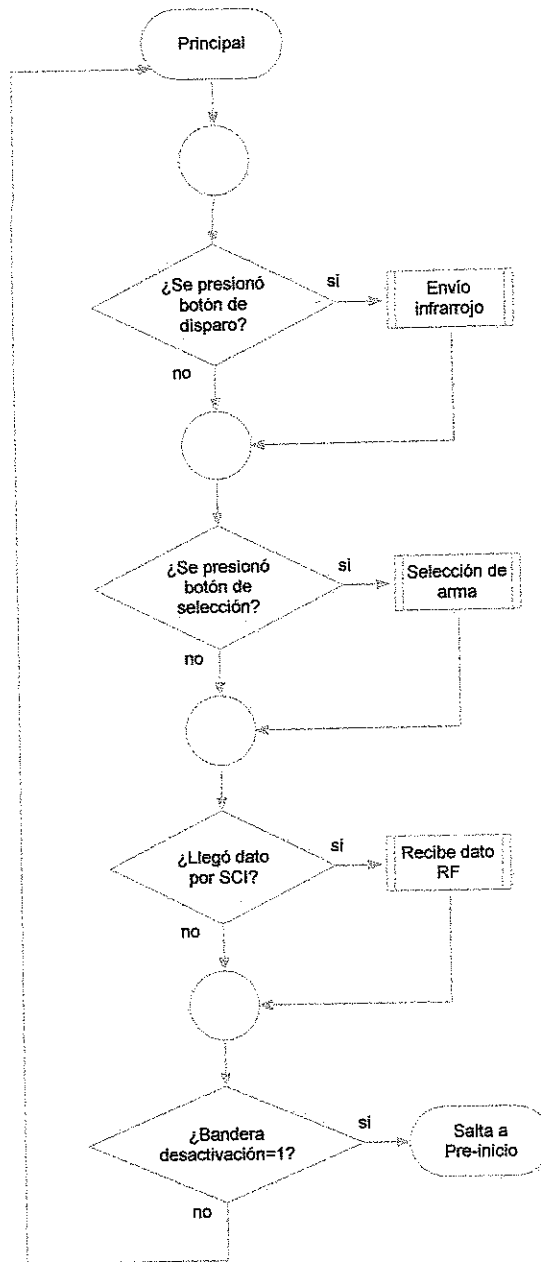 Principal
¿Se presionó
botón de
disparo?
si
Envío
infrarrojo
no
¿Se presionó
botón de
selección?
si
Selección de
arma
no
¿Llegó dato
por SCI?
si
Recibe dato
RF
no
¿Bandera
desactivación=1?
si
Salta a
Pre-inicio
no